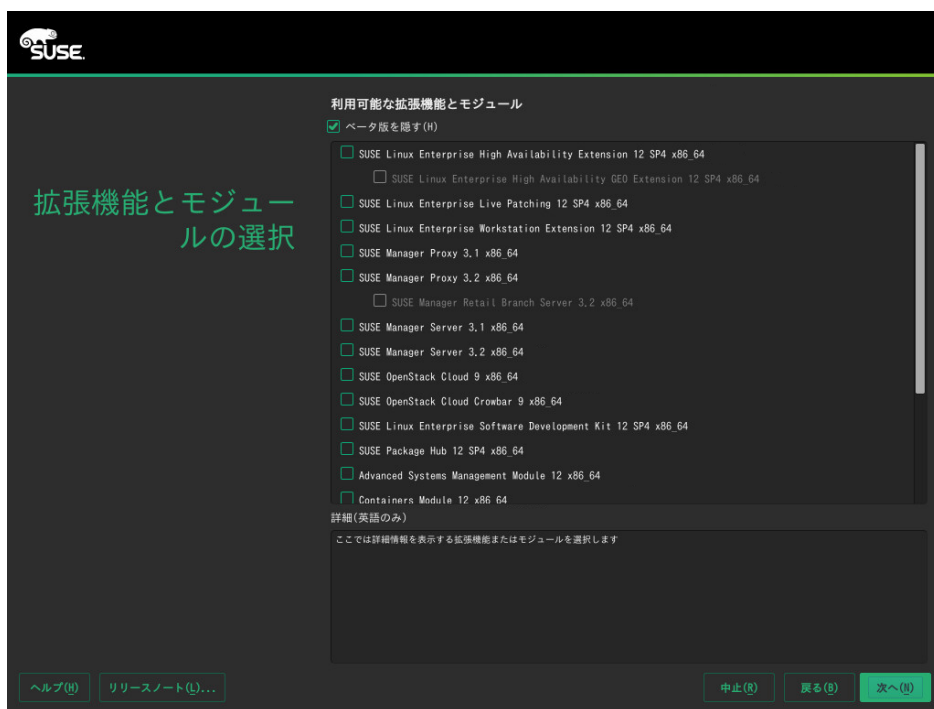 SUSE.
拡張機能とモジュー
ルの選択
利用可能な拡張機能とモジュール
ベータ版を隠す(H)
SUSE Linux Enterprise High Availability Extension 12 SP4 x86_64
SUSE Linux Enterprise High Availability GEO Extension 12 SP4 x86_64
SUSE Linux Enterprise Live Patching 12 SP4 x86_64
SUSE Linux Enterprise Workstation Extension 12 SP4 x86_64
SUSE Manager Proxy 3.1 x86_64
SUSE Manager Proxy 3.2 x86_64
SUSE Manager Retail Branch Server 3.2 x86_64
SUSE Manager Server 3.1 x86_64
SUSE Manager Server 3.2 x86_64
SUSE OpenStack Cloud 9 x86_64
SUSE OpenStack Cloud Crowbar 9 x86_64
SUSE Linux Enterprise Software Development Kit 12 SP4 x86_64
SUSE Package Hub 12 SP4 x86_64
Advanced Systems Management Module 12 x86_64
Containers Module 12 x86_64
詳細(英語のみ)
ここでは詳細情報を表示する拡張機能またはモジュールを選択します
ヘルプ(H)
リリースノート(L)...
中止(R)
戻る(B)
次へ(N)